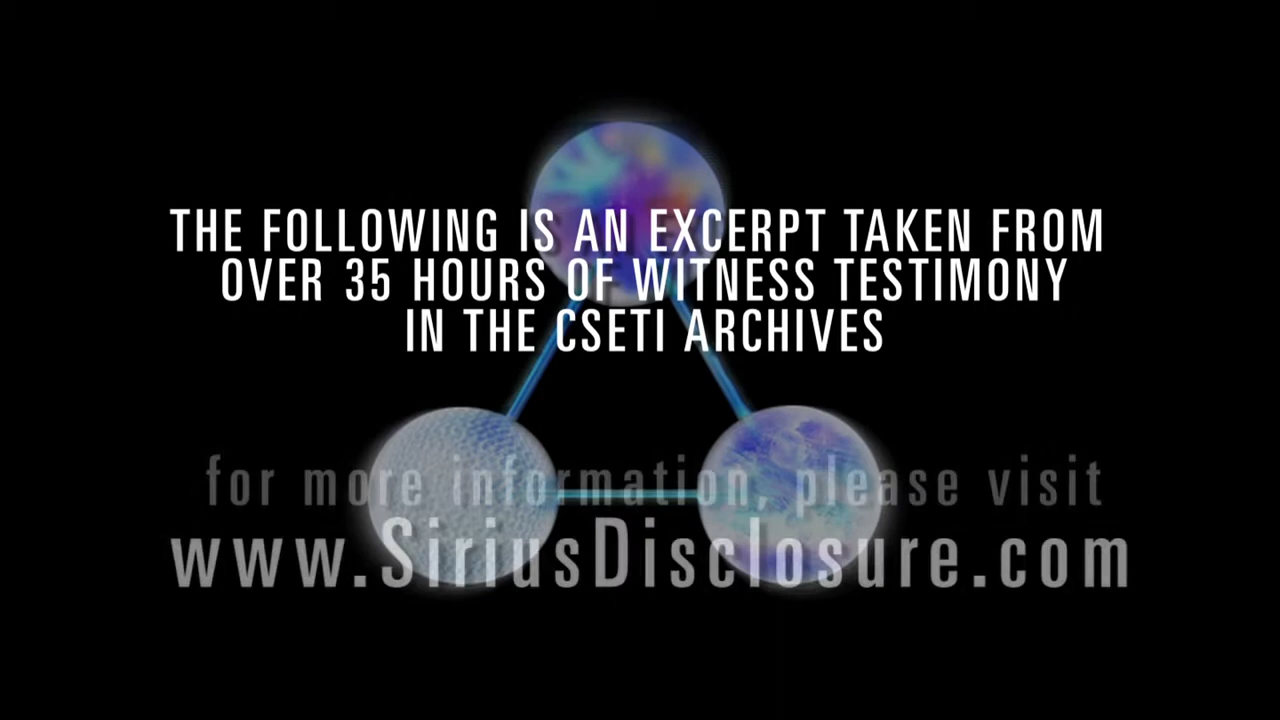 THE FOLLOWING IS AN EXCERPT TAKEN FROM
OVER 35 HOURS OF WITNESS TESTIMONY
IN THE CSETI ARCHIVES
for more information, please visit
www.SiriusDisclosure.com